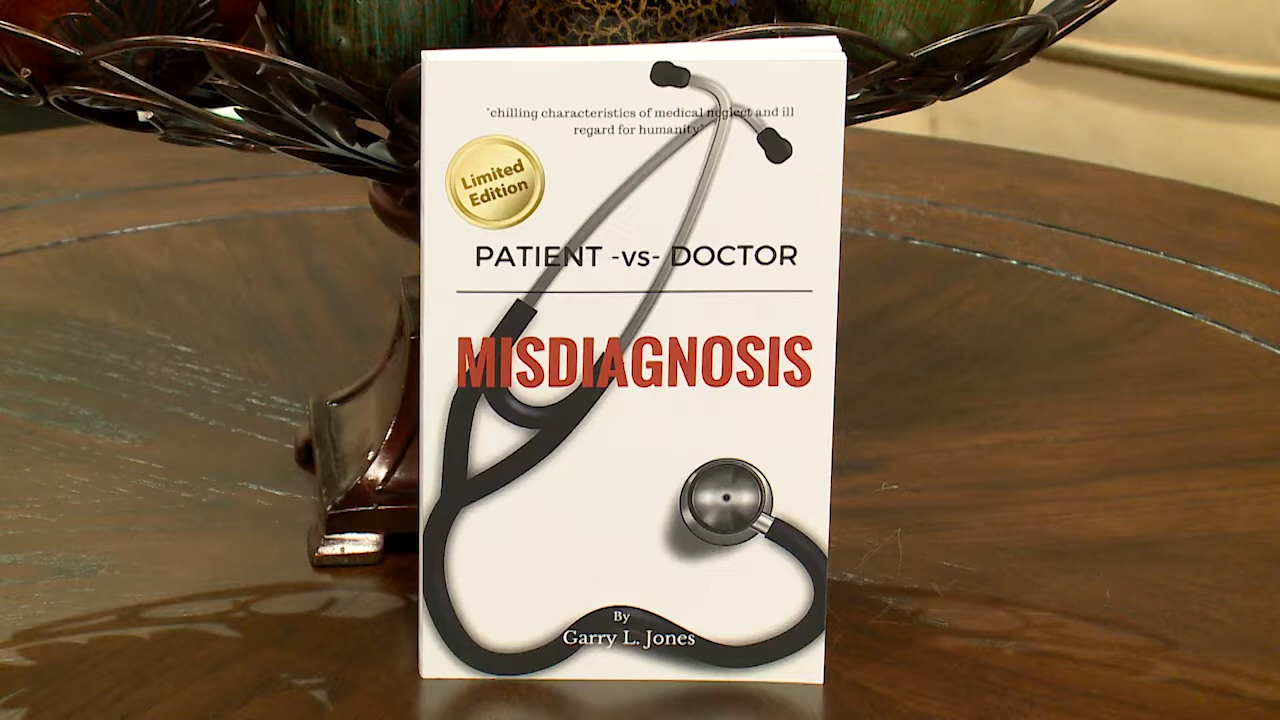 "chilling characteristics of medical neglect and ill
regard for humanity"
Limited
Edition
PATIENT -vs- DOCTOR
MISDIAGNOSIS
By
Garry L. Jones